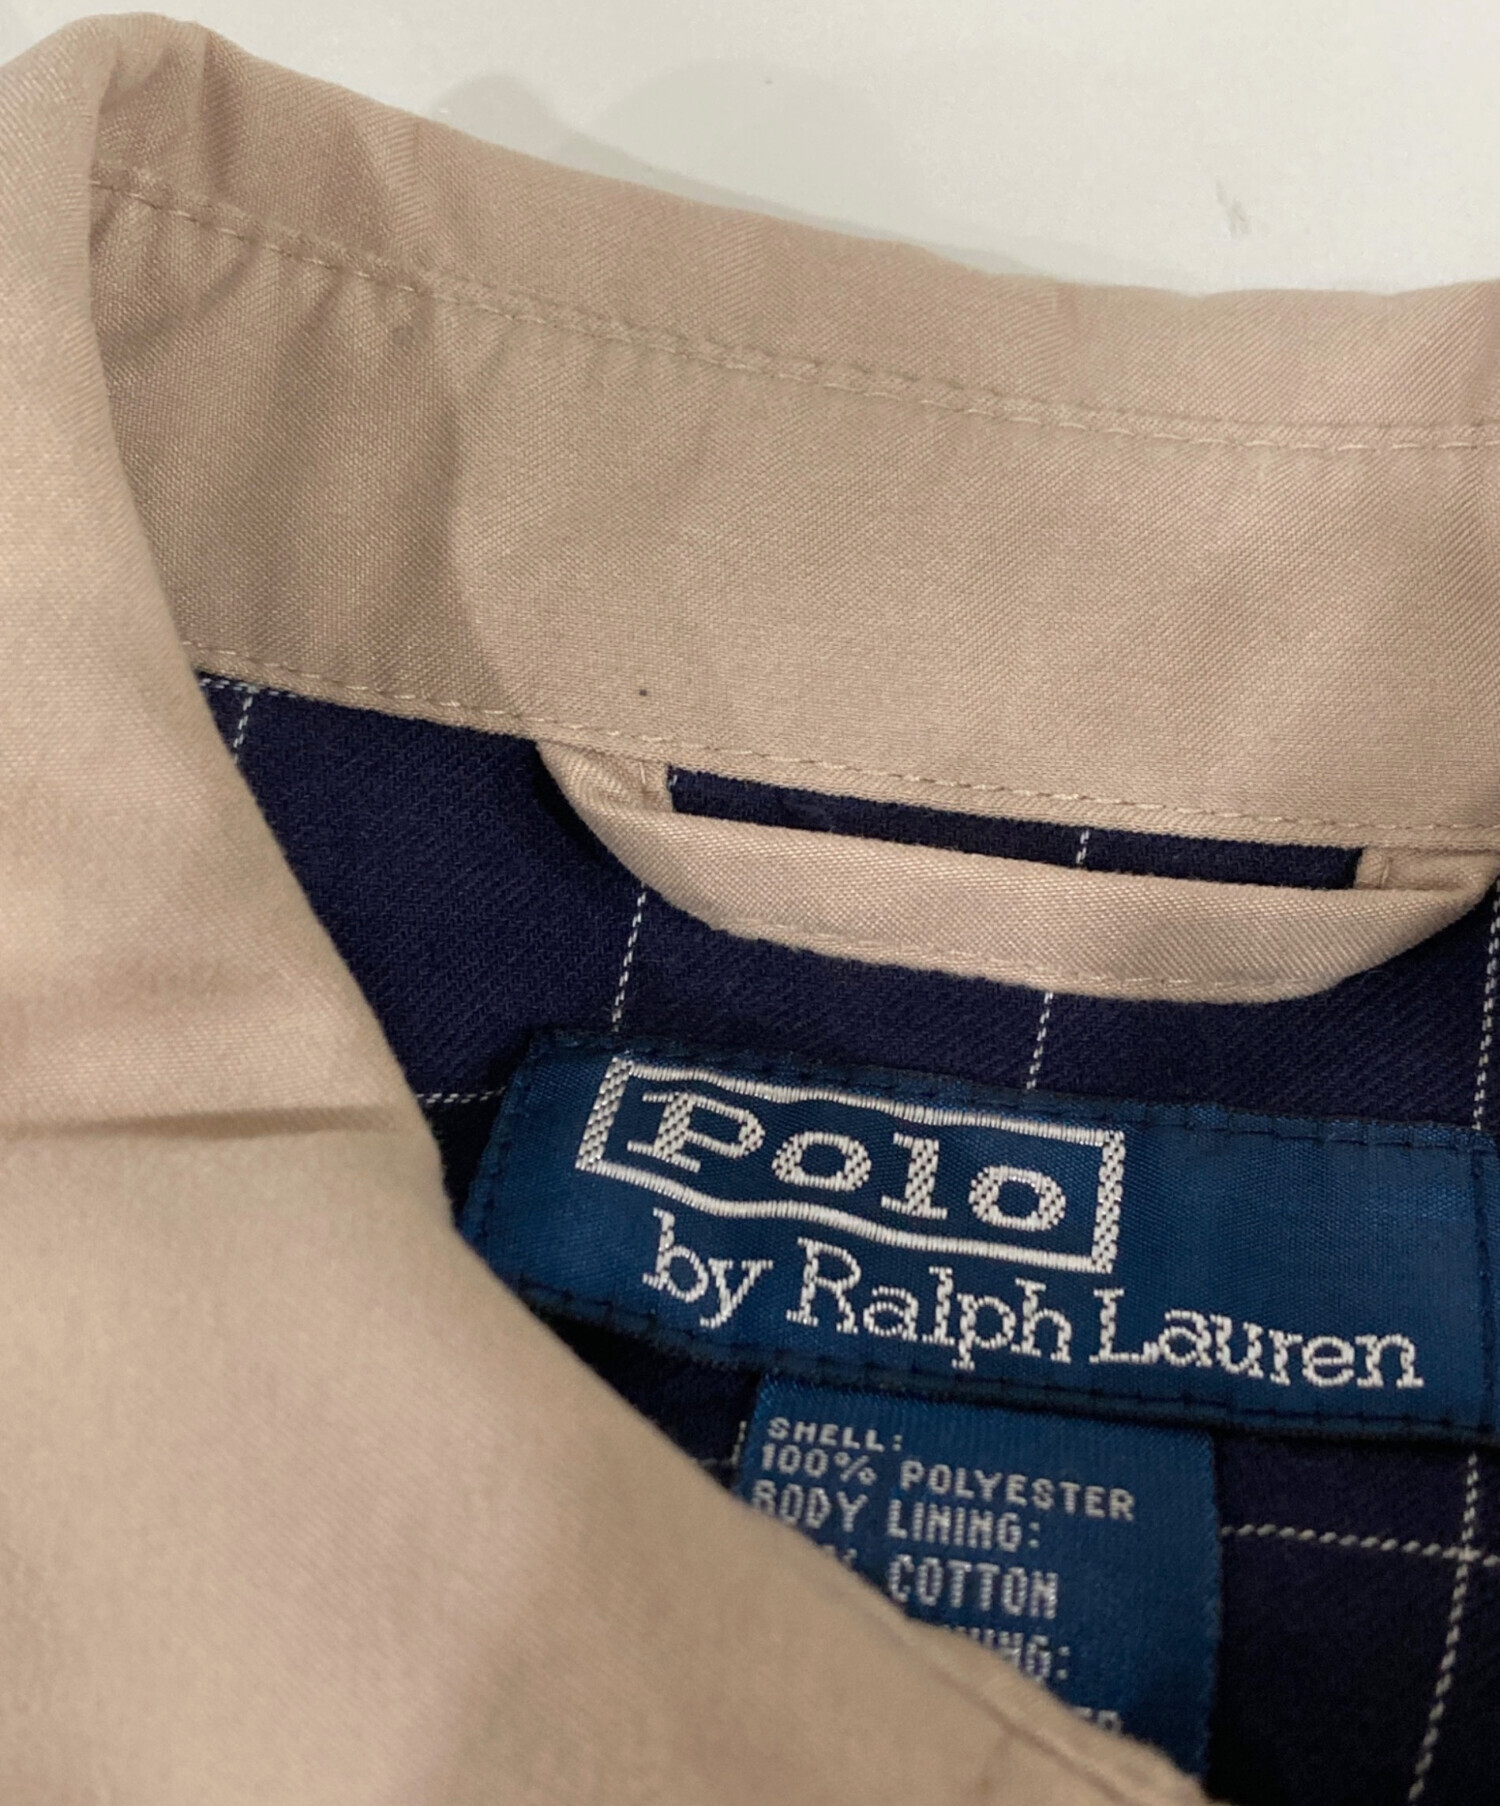 Polo
by Ralph Lauren
SHELL:
100% POLYESTER
BODY LINING:
COTTON